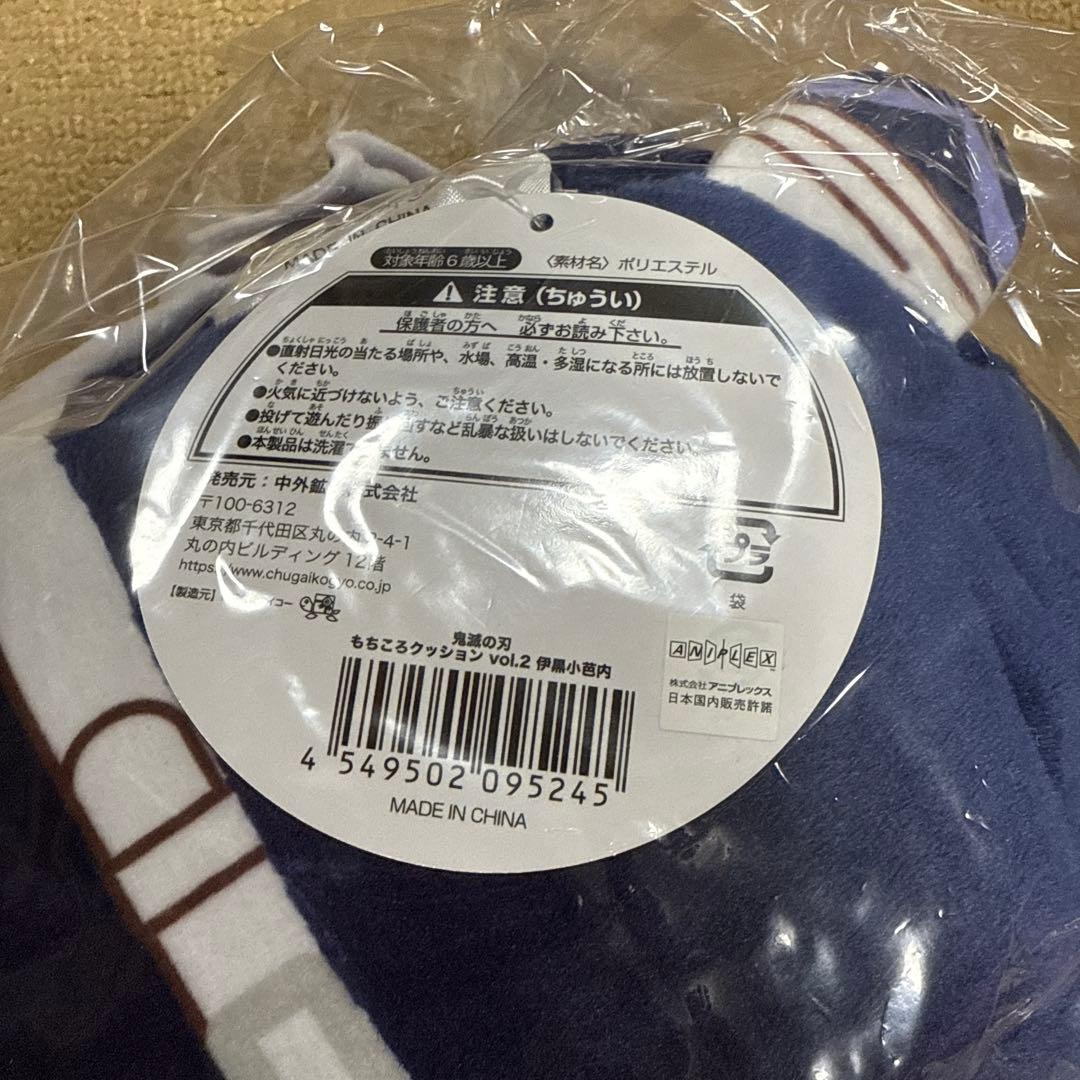 MADE IN CHINA
対象年齢6歳以上
〈素材名〉ポリエステル
注意(ちゅうい)
保護者の方へ 必ずお読み下さい。
●直射日光の当たる場所や、水場、高温・多湿になる所には放置しないで
ください。
●火気に近づけないよう、ご注意ください。
●投げて遊んだり振 回すなど乱暴な扱いはしないでください。
●本製品は洗濯で ません。
発売元:中外鉱 式会社
〒100-6312
東京都千代田区丸の内2-4-1
丸の内ビルディング 12階
https://www.chugaikogyo.co.jp
【製造元】 イコー
プラ
袋
ANIPLEX
株式会社アニプレックス
日本国内販売許諾
鬼滅の刃
もちころクッション vol.2 伊黒小芭内
4 549502 095245
MADE IN CHINA